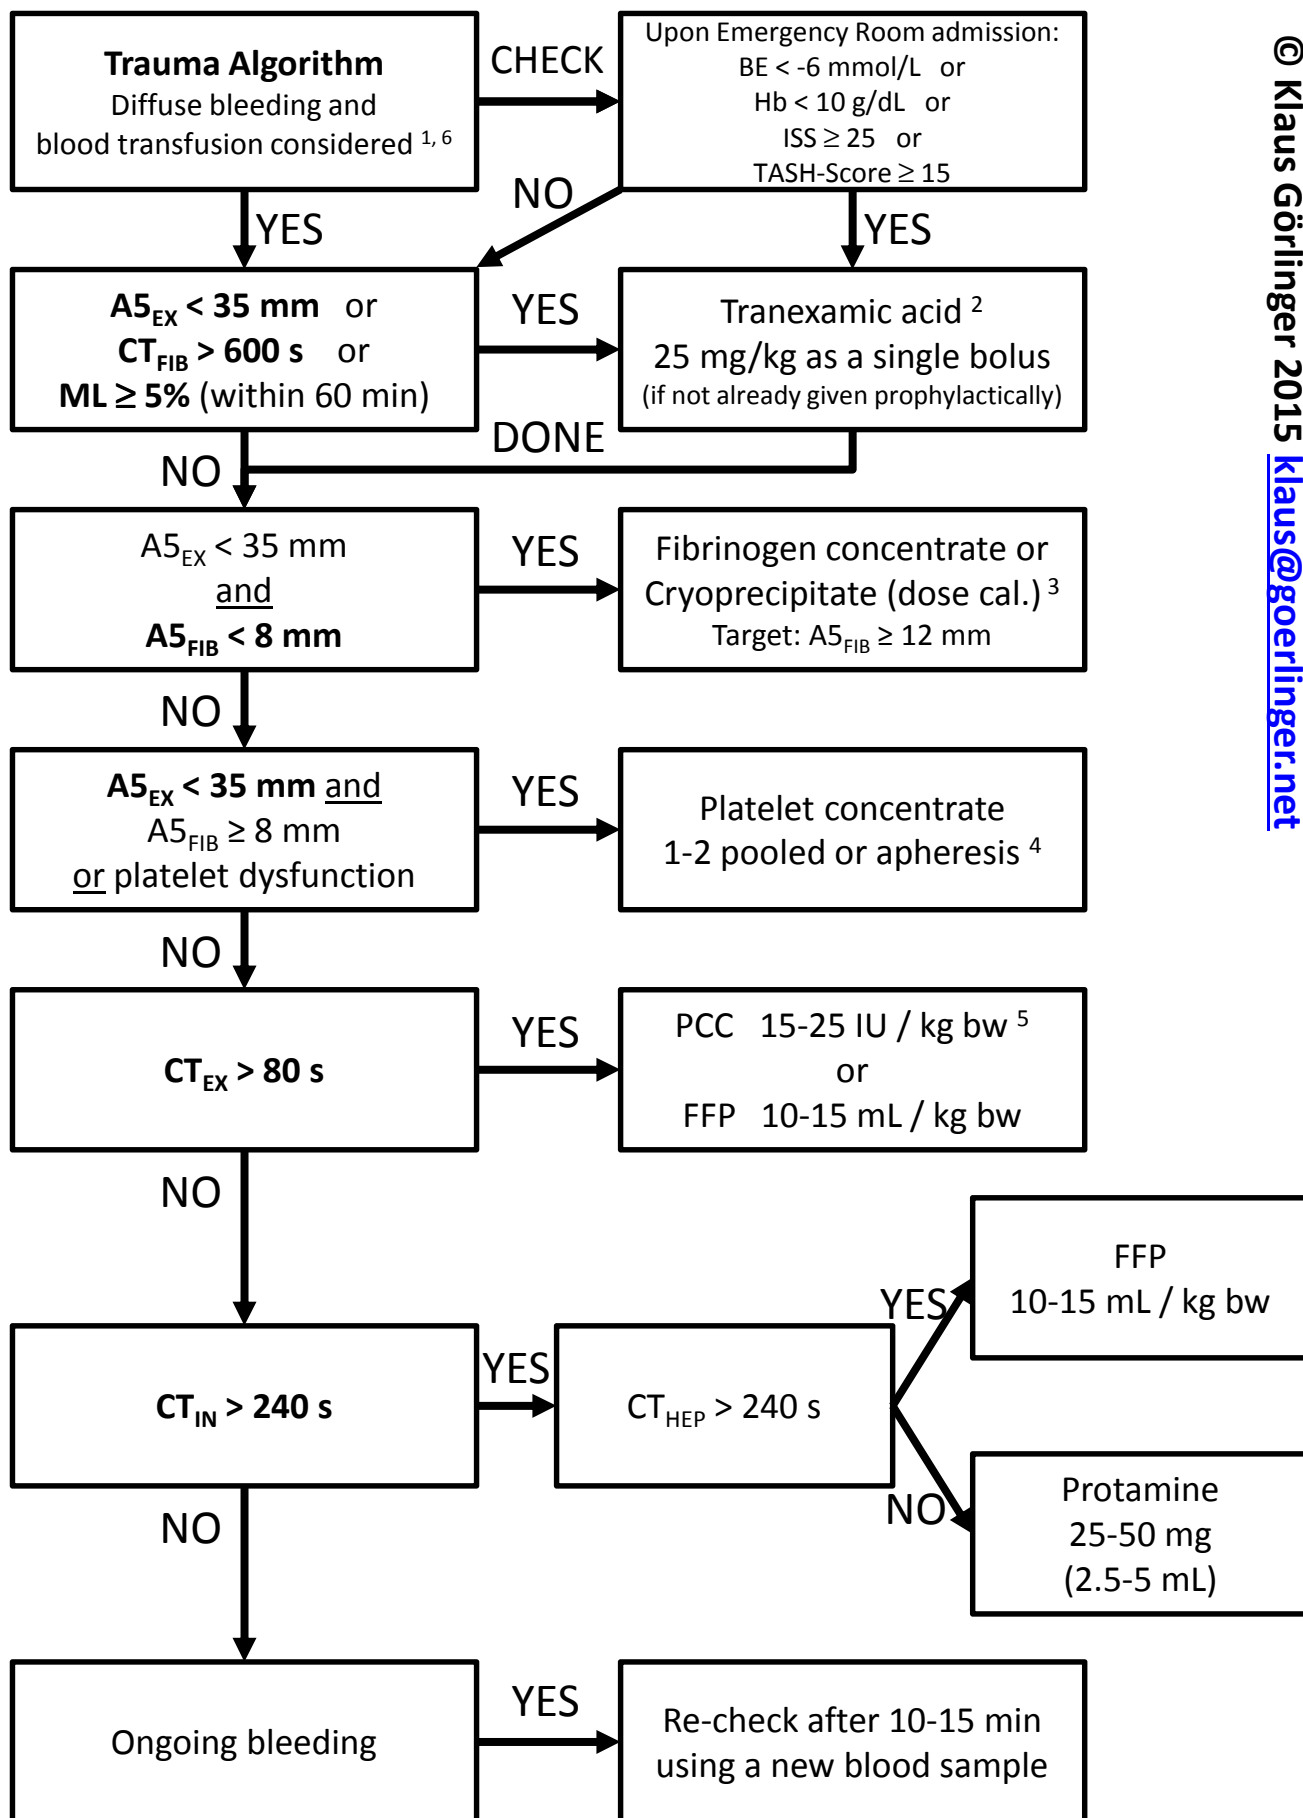 Trauma Algorithm
Diffuse bleeding and
blood transfusion considered 1, 6
CHECK
Upon Emergency Room admission:
BE < -6 mmol/L or
Hb < 10 g/dL or
ISS ≥ 25 or
TASH-Score ≥ 15
NO
YES
YES
A5EX < 35 mm or
CTFIB > 600 s or
ML ≥ 5% (within 60 min)
YES
Tranexamic acid 2
25 mg/kg as a single bolus
(if not already given prophylactically)
DONE
NO
A5EX < 35 mm
and
A5FIB < 8 mm
YES
Fibrinogen concentrate or
Cryoprecipitate (dose cal.) 3
Target: A5FIB ≥ 12 mm
NO
A5EX < 35 mm and
A5FIB ≥ 8 mm
or platelet dysfunction
YES
Platelet concentrate
1-2 pooled or apheresis 4
NO
CTEX > 80 s
YES
PCC 15-25 IU / kg bw 5
or
FFP 10-15 mL / kg bw
NO
CTIN > 240 s
YES
CTHEP > 240 s
YES
FFP
10-15 mL / kg bw
NO
Protamine
25-50 mg
(2.5-5 mL)
NO
Ongoing bleeding
YES
Re-check after 10-15 min
using a new blood sample
© Klaus Görlinger 2015 klaus@goerlinger.net